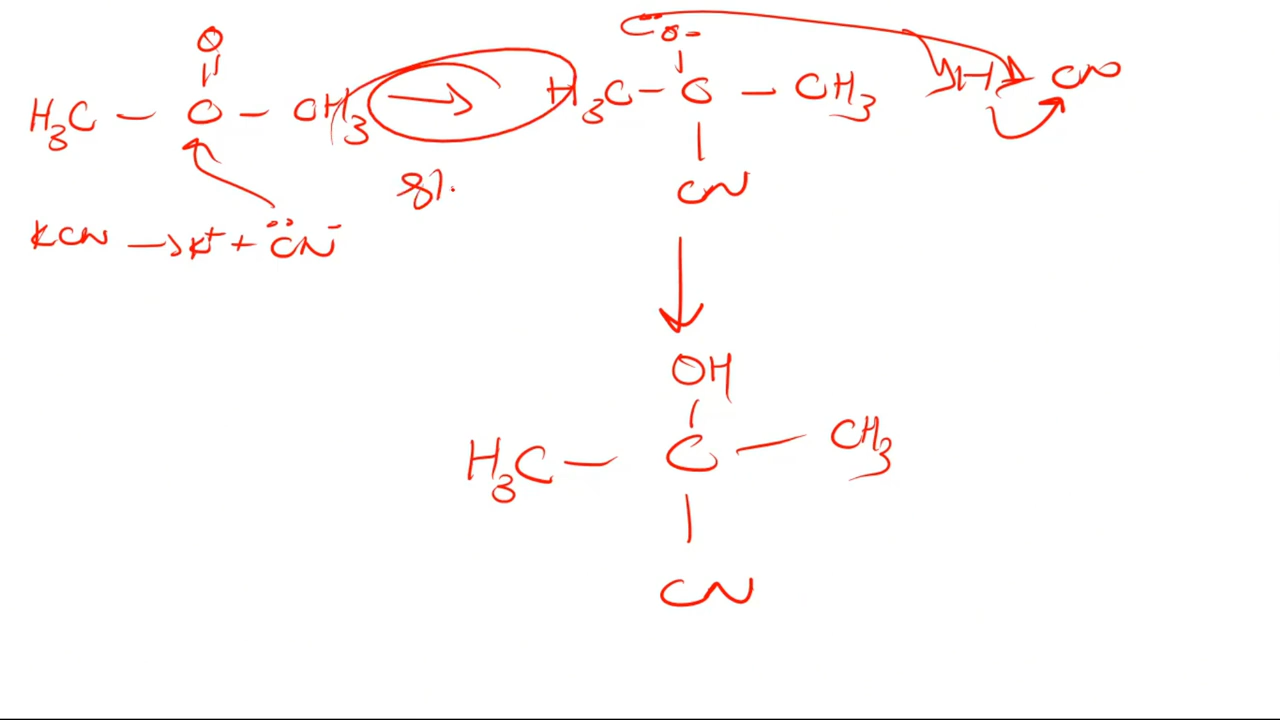 O
H₃C — C — CH₃ → H₃C — C — CH₃
O-
H — CN
CN
81.
KCN → K⁺ + :CN⁻
OH
H₃C — C — CH₃
CN